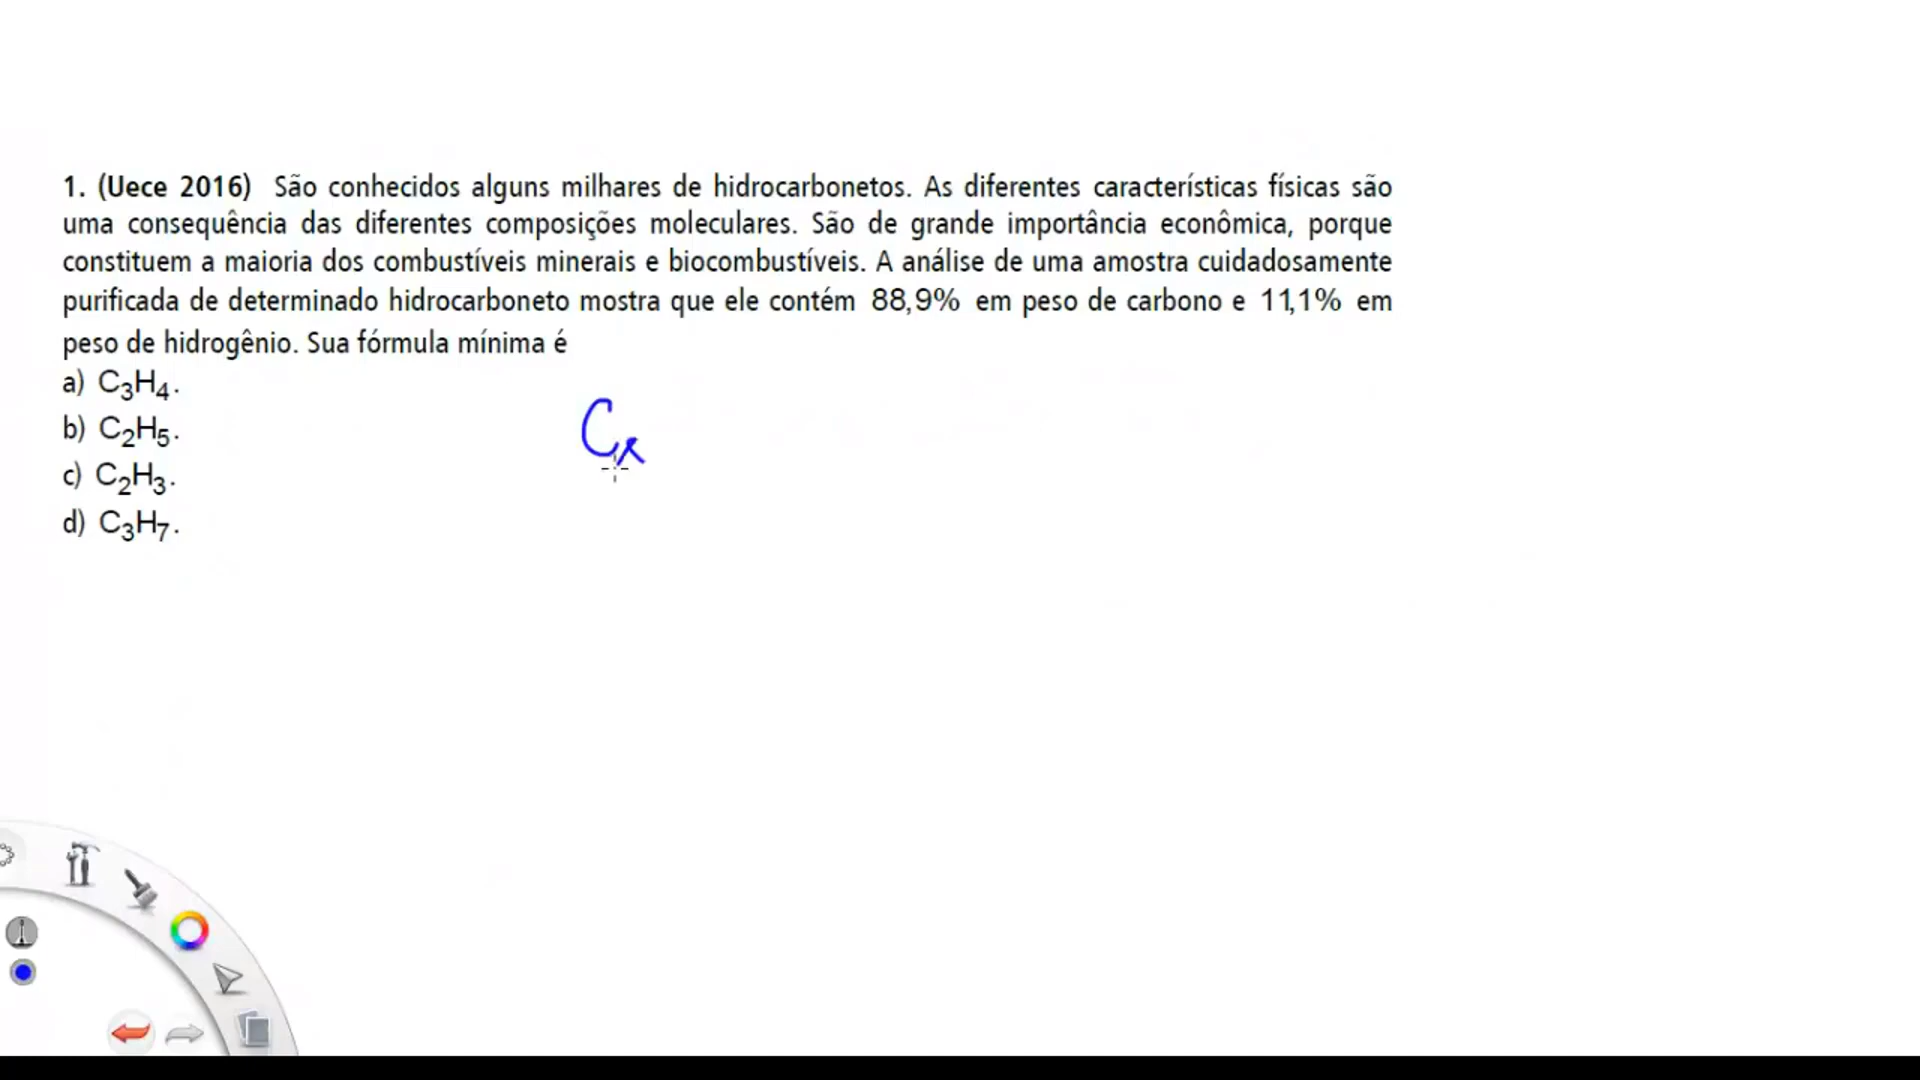 1. (Uece 2016) São conhecidos alguns milhares de hidrocarbonetos. As diferentes características físicas são
uma consequência das diferentes composições moleculares. São de grande importância econômica, porque
constituem a maioria dos combustíveis minerais e biocombustíveis. A análise de uma amostra cuidadosamente
purificada de determinado hidrocarboneto mostra que ele contém 88,9% em peso de carbono e 11,1% em
peso de hidrogênio. Sua fórmula mínima é
a) C₃H₄.
b) C₂H₅.
c) C₂H₃.
d) C₃H₇.
Cₓ